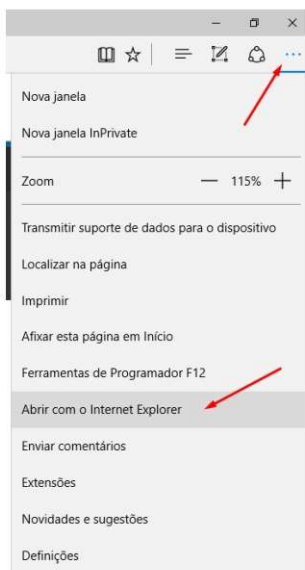 Nova janela
Nova janela InPrivate
Zoom — 115% +
Transmitir suporte de dados para o dispositivo
Localizar na página
Imprimir
Afixar esta página em Início
Ferramentas de Programador F12
Abrir com o Internet Explorer
Enviar comentários
Extensões
Novidades e sugestões
Definições